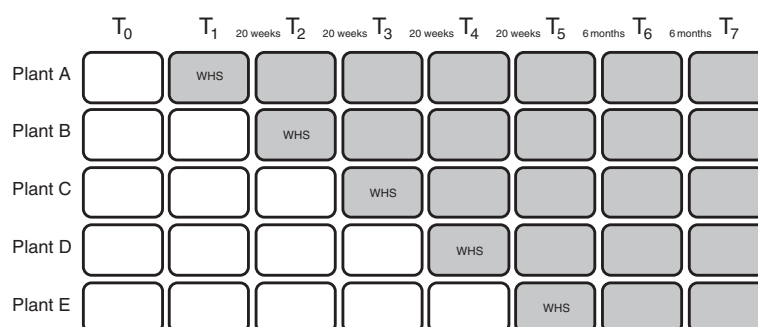 T0 T1 20 weeks T2 20 weeks T3 20 weeks T4 20 weeks T5 6 months T6 6 months T7
Plant A WHS
Plant B WHS
Plant C WHS
Plant D WHS
Plant E WHS